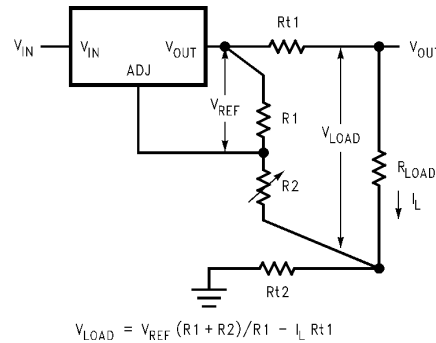 Rt1
V_IN
V_IN
V_OUT
V_OUT
ADJ
V_REF
R1
V_LOAD
R_LOAD
R2
I_L
Rt2
V_LOAD = V_REF (R1 + R2)/R1 − I_L Rt1